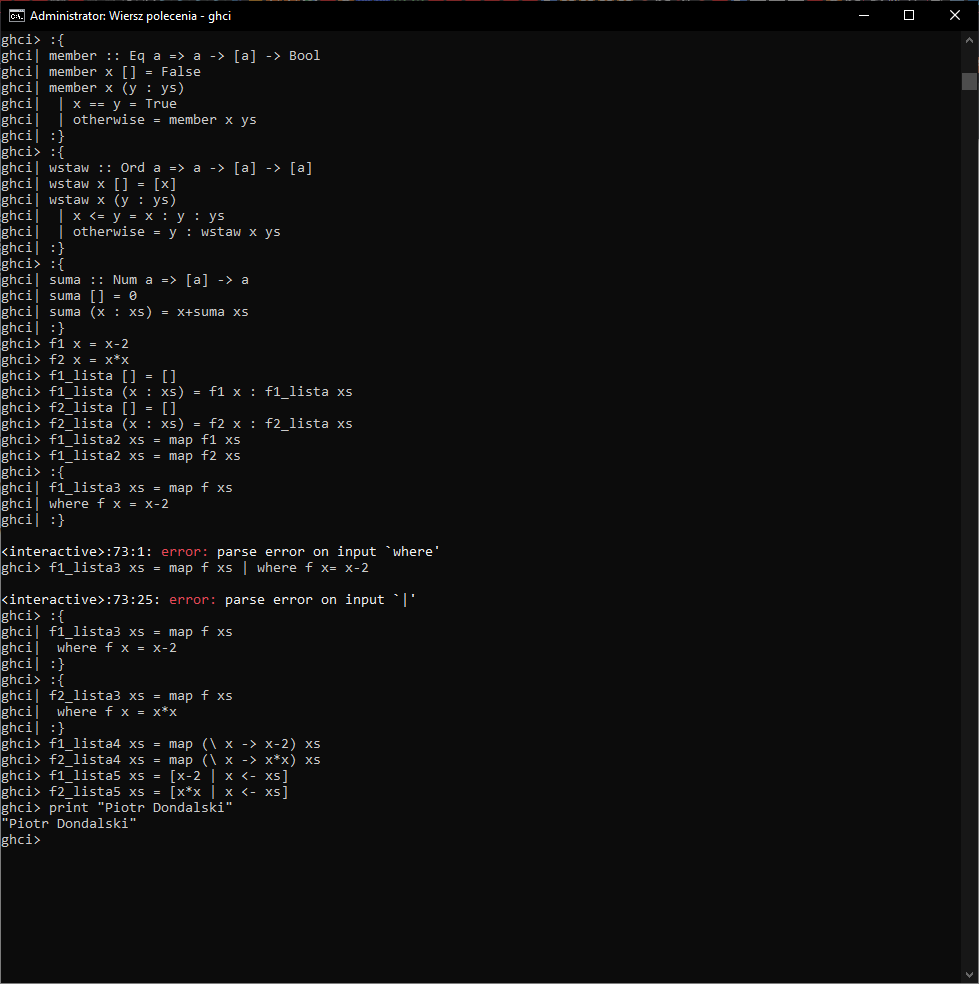 Administrator: Wiersz polecenia - ghci
ghci> :{
ghci| member :: Eq a => a -> [a] -> Bool
ghci| member x [] = False
ghci| member x (y : ys)
ghci|  | x == y = True
ghci|  | otherwise = member x ys
ghci| :}
ghci> :{
ghci| wstaw :: Ord a => a -> [a] -> [a]
ghci| wstaw x [] = [x]
ghci| wstaw x (y : ys)
ghci|  | x <= y = x : y : ys
ghci|  | otherwise = y : wstaw x ys
ghci| :}
ghci> :{
ghci| suma :: Num a => [a] -> a
ghci| suma [] = 0
ghci| suma (x : xs) = x+suma xs
ghci| :}
ghci> f1 x = x-2
ghci> f2 x = x*x
ghci> f1_lista [] = []
ghci> f1_lista (x : xs) = f1 x : f1_lista xs
ghci> f2_lista [] = []
ghci> f2_lista (x : xs) = f2 x : f2_lista xs
ghci> f1_lista2 xs = map f1 xs
ghci> f1_lista2 xs = map f2 xs
ghci> :{
ghci| f1_lista3 xs = map f xs
ghci| where f x = x-2
ghci| :}
<interactive>:73:1: error: parse error on input `where'
ghci> f1_lista3 xs = map f xs | where f x= x-2
<interactive>:73:25: error: parse error on input `|'
ghci> :{
ghci| f1_lista3 xs = map f xs
ghci|  where f x = x-2
ghci| :}
ghci> :{
ghci| f2_lista3 xs = map f xs
ghci|  where f x = x*x
ghci| :}
ghci> f1_lista4 xs = map (\ x -> x-2) xs
ghci> f2_lista4 xs = map (\ x -> x*x) xs
ghci> f1_lista5 xs = [x-2 | x <- xs]
ghci> f2_lista5 xs = [x*x | x <- xs]
ghci> print "Piotr Dondalski"
"Piotr Dondalski"
ghci>